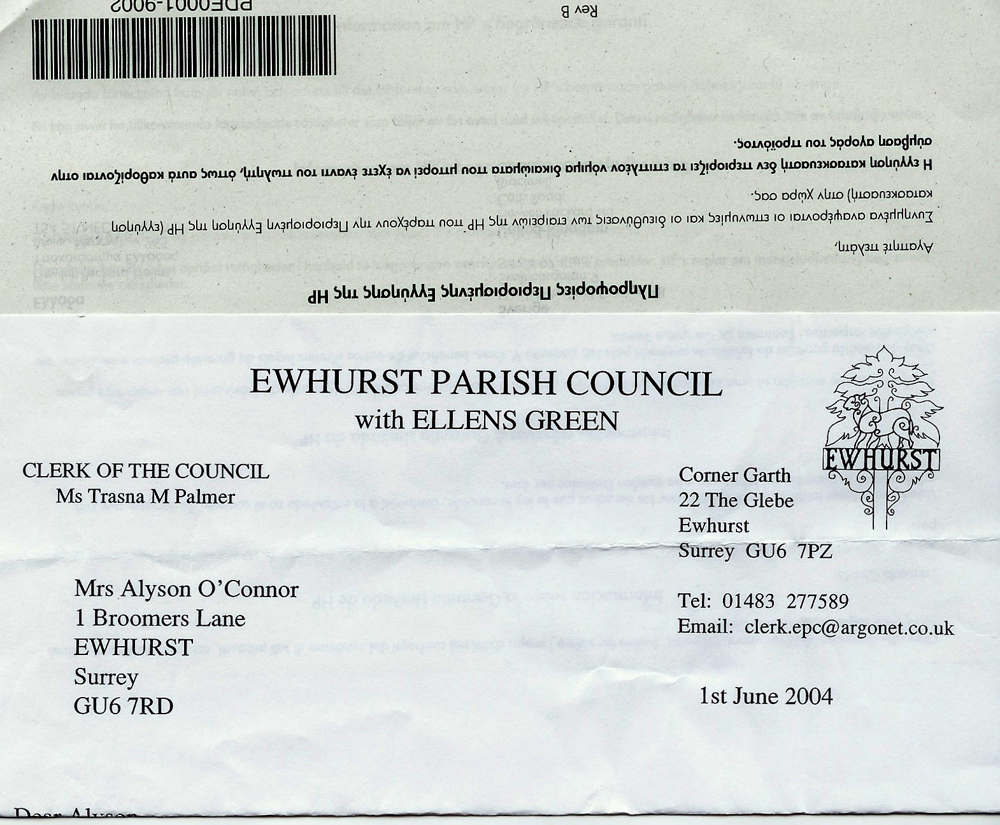 PDE0001-9002
Rev B
Πληροφορίες Περιορισμένης Εγγύησης της HP
Αγαπητέ πελάτη,
Συνημμένα αναφέρονται οι επωνυμίες και οι διευθύνσεις των εταιρειών της HP που παρέχουν την Περιορισμένη Εγγύηση της HP (εγγύηση
κατασκευαστή) στην χώρα σας.
Η εγγύηση κατασκευαστή δεν περιορίζει τα επιπλέον νόμιμα δικαιώματα που μπορεί να έχετε έναντι του πωλητή, όπως αυτά καθορίζονται στην
σύμβαση αγοράς του προϊόντος.
EWHURST PARISH COUNCIL
with ELLENS GREEN
EWHURST
CLERK OF THE COUNCIL
Ms Trasna M Palmer
Corner Garth
22 The Glebe
Ewhurst
Surrey GU6 7PZ
Tel: 01483 277589
Email: clerk.epc@argonet.co.uk
Mrs Alyson O'Connor
1 Broomers Lane
EWHURST
Surrey
GU6 7RD
1st June 2004
Dear Alyson